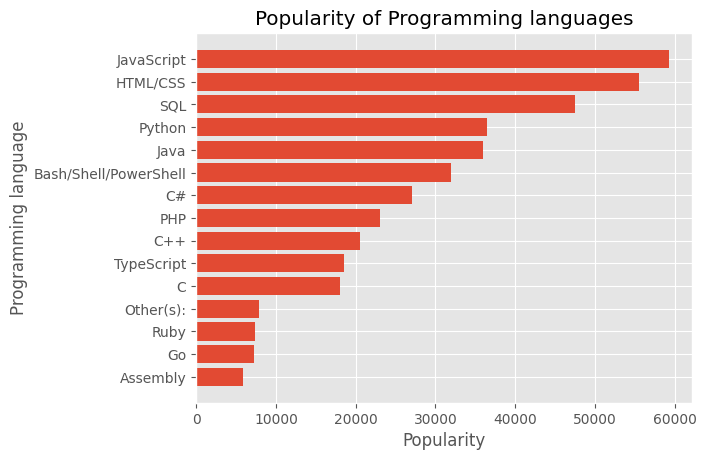 Popularity of Programming languages
Programming language
JavaScript
HTML/CSS
SQL
Python
Java
Bash/Shell/PowerShell
C#
PHP
C++
TypeScript
C
Other(s):
Ruby
Go
Assembly
0 10000 20000 30000 40000 50000 60000
Popularity